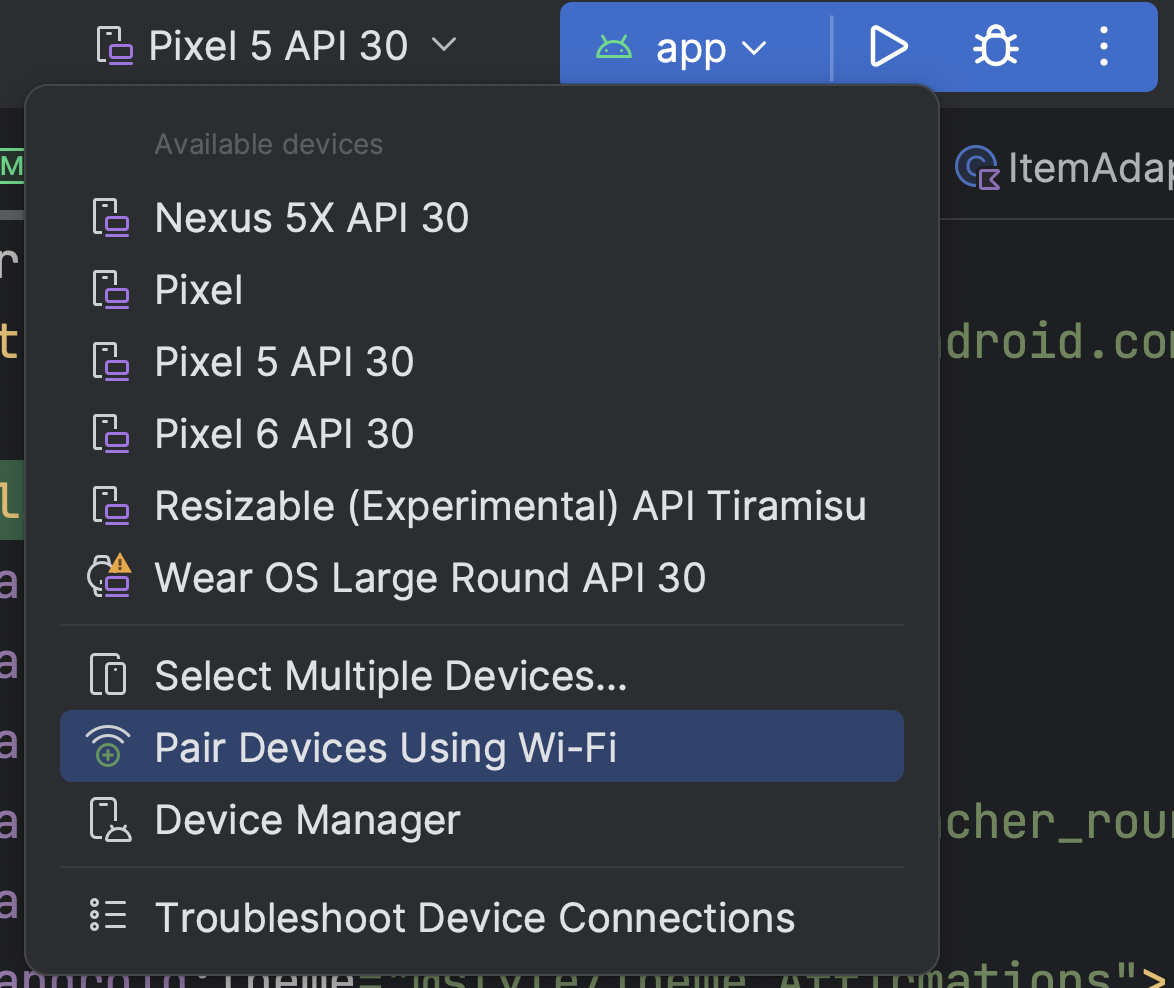 Pixel 5 API 30
app
Available devices
ItemAdap
Nexus 5X API 30
Pixel
Pixel 5 API 30
droid.co
Pixel 6 API 30
Resizable (Experimental) API Tiramisu
Wear OS Large Round API 30
Select Multiple Devices...
Pair Devices Using Wi-Fi
Device Manager
cher_rou
Troubleshoot Device Connections
android:theme="@style/Theme.Affirmations">